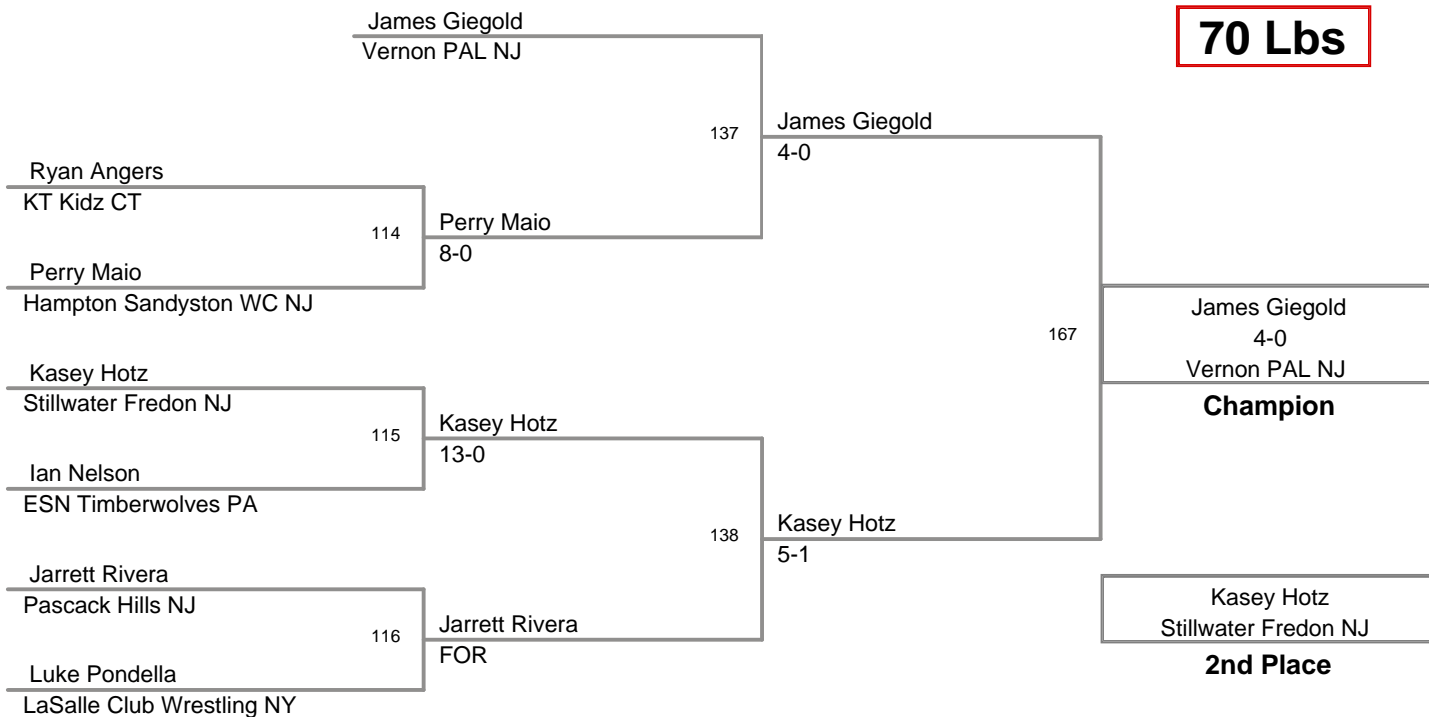 James Giegold
Vernon PAL NJ
70 Lbs
137
James Giegold
4-0
Ryan Angers
KT Kidz CT
114
Perry Maio
8-0
Perry Maio
Hampton Sandyston WC NJ
167
James Giegold
4-0
Vernon PAL NJ
Champion
Kasey Hotz
Stillwater Fredon NJ
115
Kasey Hotz
13-0
Ian Nelson
ESN Timberwolves PA
138
Kasey Hotz
5-1
Jarrett Rivera
Pascack Hills NJ
116
Jarrett Rivera
FOR
Luke Pondella
LaSalle Club Wrestling NY
Kasey Hotz
Stillwater Fredon NJ
2nd Place